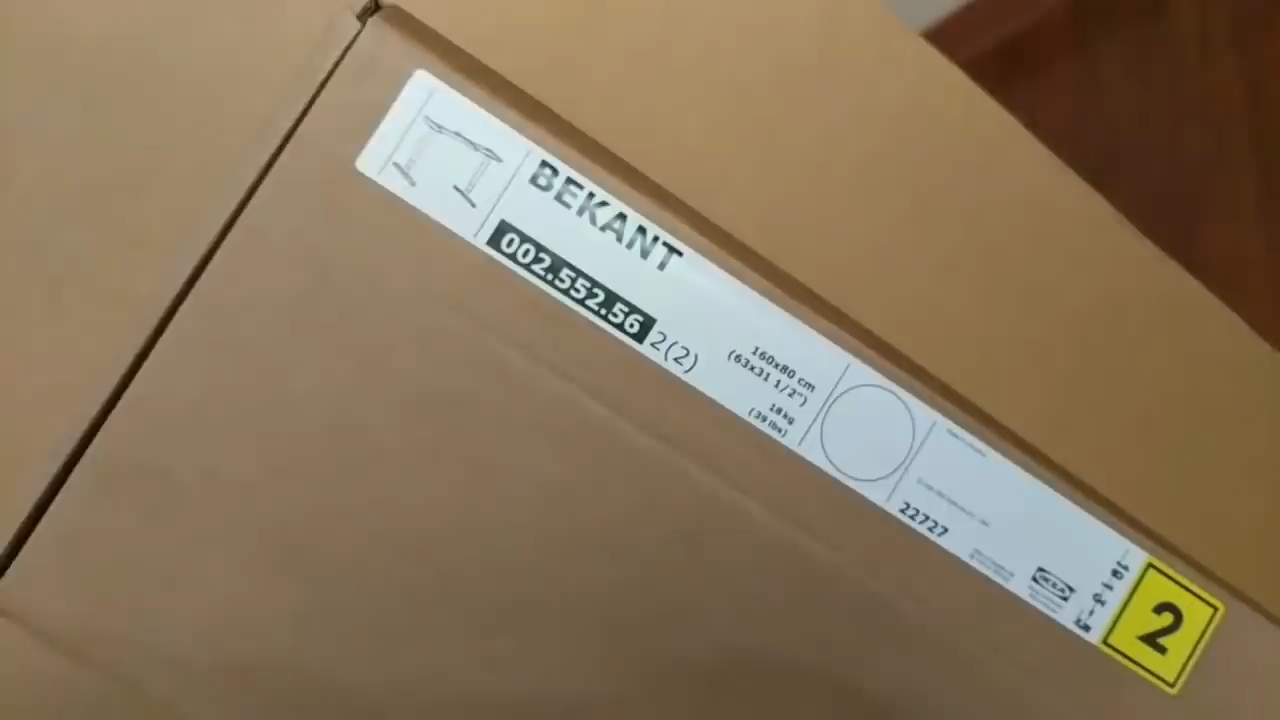 BEKANT
002.552.56 2(2)
160x80 cm
(63x31 1/2")
18 kg
(39 lbs)
22727
IKEA
2